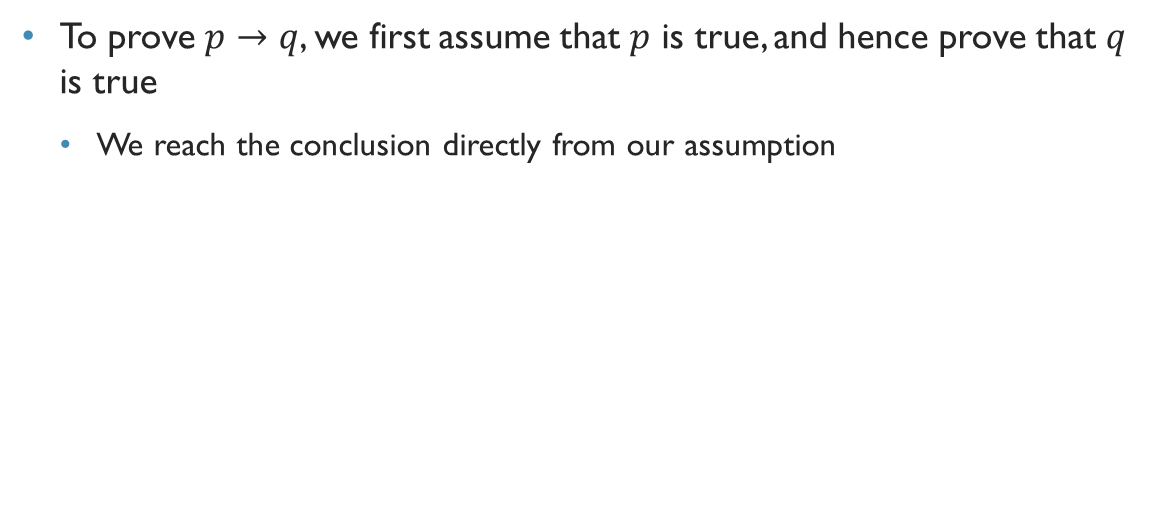 • To prove 𝑝 → 𝑞, we first assume that 𝑝 is true, and hence prove that 𝑞
is true
• We reach the conclusion directly from our assumption